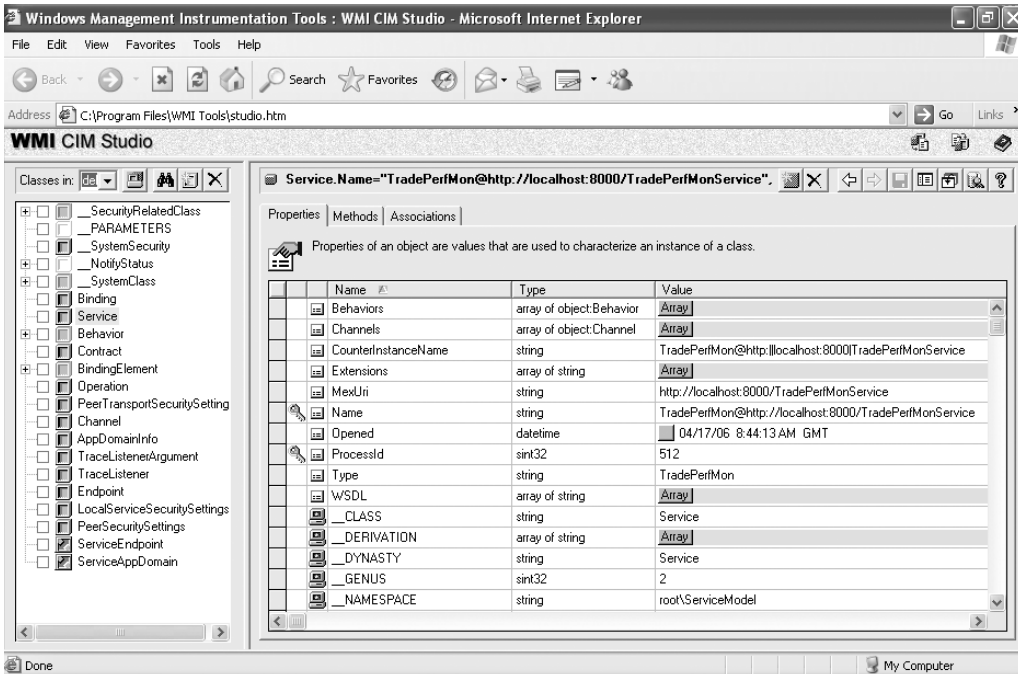 Windows Management Instrumentation Tools : WMI CIM Studio - Microsoft Internet Explorer
File Edit View Favorites Tools Help
Back Search Favorites
Address C:\Program Files\WMI Tools\studio.htm Go Links
WMI CIM Studio
Classes in:
Service.Name="TradePerfMon@http://localhost:8000/TradePerfMonService",
__SecurityRelatedClass
__PARAMETERS
__SystemSecurity
__NotifyStatus
__SystemClass
Binding
Service
Behavior
Contract
BindingElement
Operation
PeerTransportSecuritySetting
Channel
AppDomainInfo
TraceListenerArgument
TraceListener
Endpoint
LocalServiceSecuritySettings
PeerSecuritySettings
ServiceEndpoint
ServiceAppDomain
Properties Methods Associations
Properties of an object are values that are used to characterize an instance of a class.
Name Type Value
Behaviors array of object:Behavior Array
Channels array of object:Channel Array
CounterInstanceName string TradePerfMon@http:||localhost:8000|TradePerfMonService
Extensions array of string Array
MexUri string http://localhost:8000/TradePerfMonService
Name string TradePerfMon@http://localhost:8000/TradePerfMonService
Opened datetime 04/17/06 8:44:13 AM GMT
ProcessId sint32 512
Type string TradePerfMon
WSDL array of string Array
__CLASS string Service
__DERIVATION array of string Array
__DYNASTY string Service
__GENUS sint32 2
__NAMESPACE string root\ServiceModel
Done My Computer